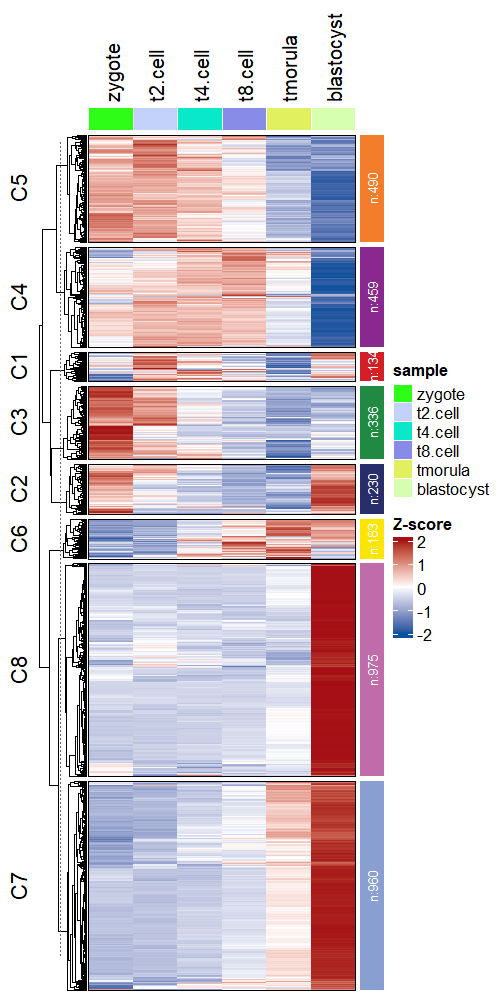 zygote
t2.cell
t4.cell
t8.cell
tmorula
blastocyst
C5
n:490
C4
n:459
C1
n:134
C3
n:336
C2
n:230
C6
n:183
C8
n:975
C7
n:960
sample
zygote
t2.cell
t4.cell
t8.cell
tmorula
blastocyst
Z-score
2
1
0
-1
-2